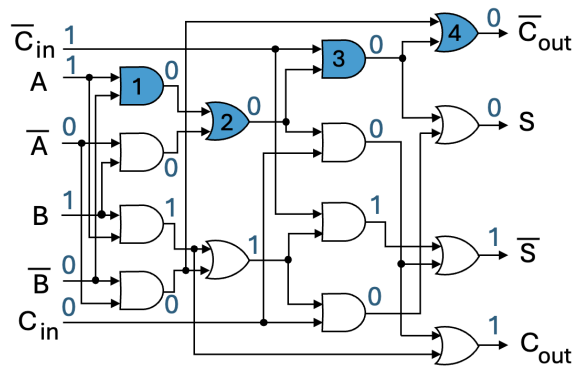 C̅in 1 0 4 0 C̅out
A 1 1 0 3 0
A̅ 0 2 0 0 0 S
0
B 1 1 1 1 S̅
B̅ 0 1 0
Cin 0 0 1 Cout